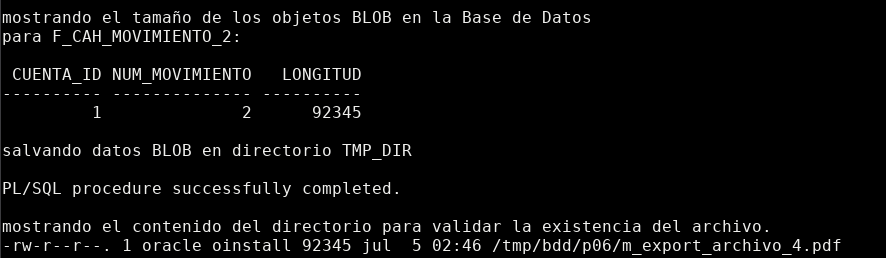 mostrando el tamaño de los objetos BLOB en la Base de Datos
para F_CAH_MOVIMIENTO_2:
CUENTA_ID NUM_MOVIMIENTO   LONGITUD
---------- -------------- ----------
1              2      92345
salvando datos BLOB en directorio TMP_DIR
PL/SQL procedure successfully completed.
mostrando el contenido del directorio para validar la existencia del archivo.
-rw-r--r--. 1 oracle oinstall 92345 jul  5 02:46 /tmp/bdd/p06/m_export_archivo_4.pdf